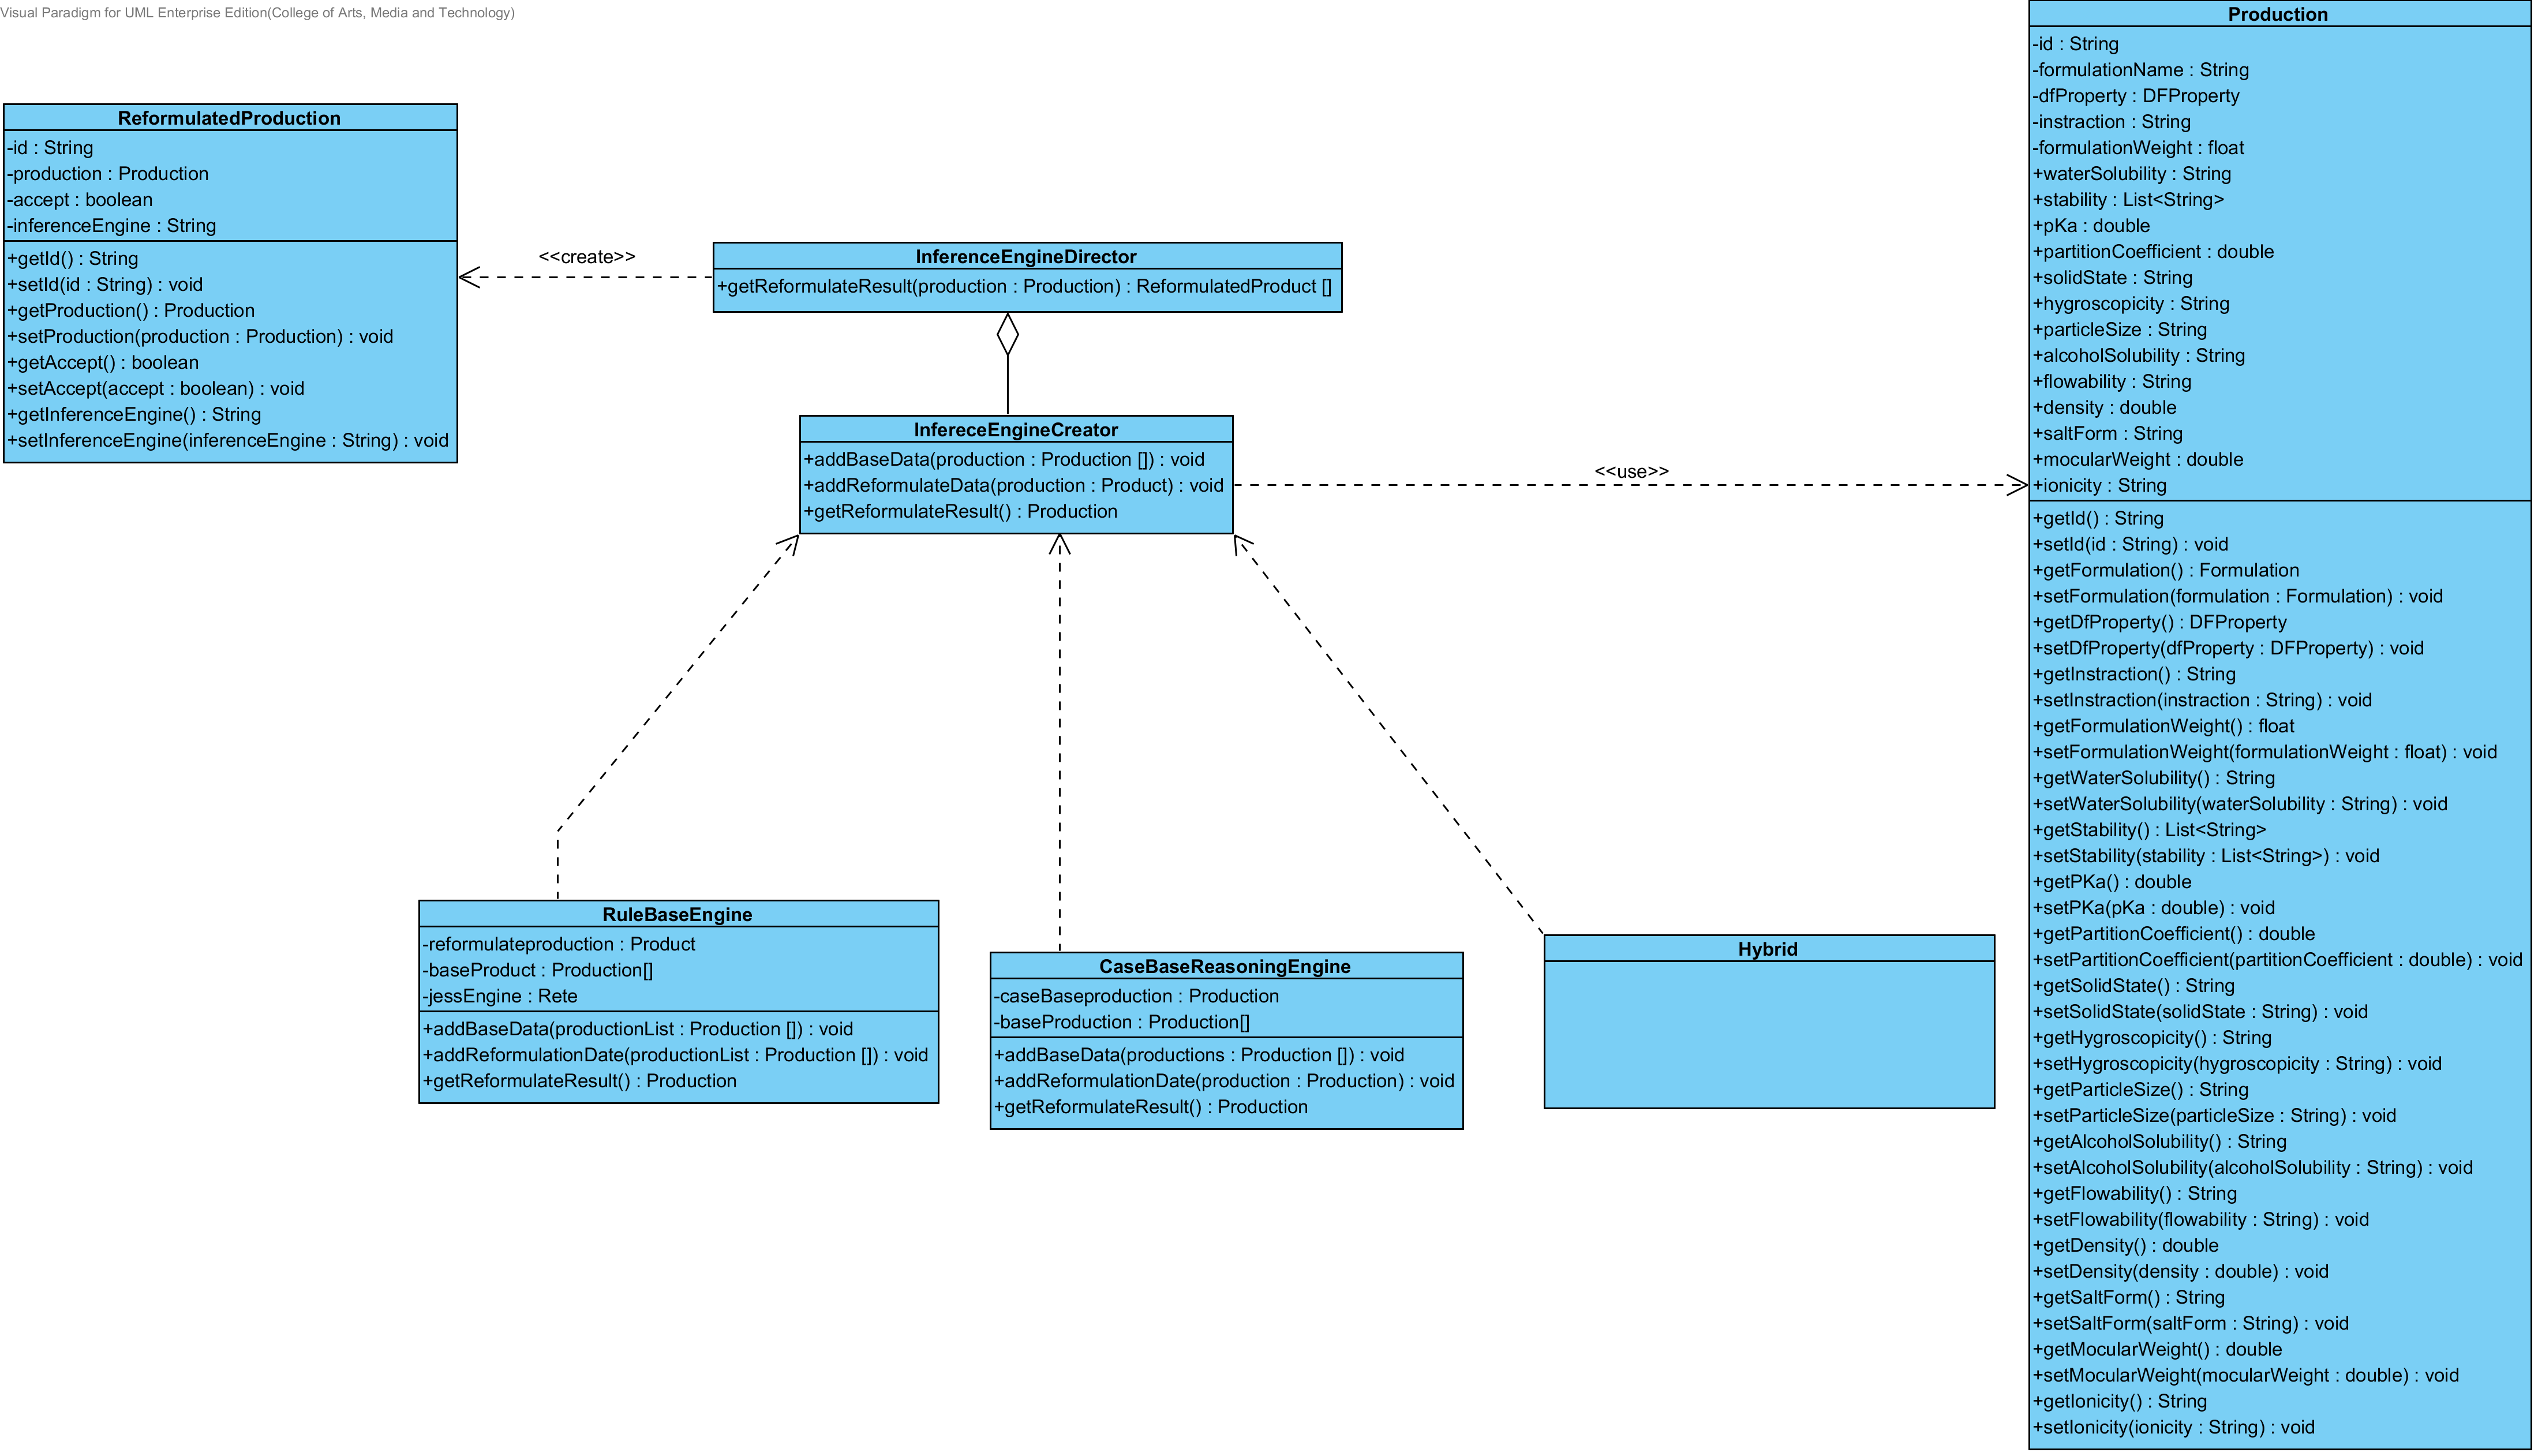 Visual Paradigm for UML Enterprise Edition(College of Arts, Media and Technology)
ReformulatedProduction
-id : String
-production : Production
-accept : boolean
-inferenceEngine : String
+getId() : String
+setId(id : String) : void
+getProduction() : Production
+setProduction(production : Production) : void
+getAccept() : boolean
+setAccept(accept : boolean) : void
+getInferenceEngine() : String
+setInferenceEngine(inferenceEngine : String) : void
<<create>>
InferenceEngineDirector
+getReformulateResult(production : Production) : ReformulatedProduct []
InfereceEngineCreator
+addBaseData(production : Production []) : void
+addReformulateData(production : Product) : void
+getReformulateResult() : Production
<<use>>
RuleBaseEngine
-reformulateproduction : Product
-baseProduct : Production[]
-jessEngine : Rete
+addBaseData(productionList : Production []) : void
+addReformulationDate(productionList : Production []) : void
+getReformulateResult() : Production
CaseBaseReasoningEngine
-caseBaseproduction : Production
-baseProduction : Production[]
+addBaseData(productions : Production []) : void
+addReformulationDate(production : Production) : void
+getReformulateResult() : Production
Hybrid
Production
-id : String
-formulationName : String
-dfProperty : DFProperty
-instraction : String
-formulationWeight : float
+waterSolubility : String
+stability : List<String>
+pKa : double
+partitionCoefficient : double
+solidState : String
+hygroscopicity : String
+particleSize : String
+alcoholSolubility : String
+flowability : String
+density : double
+saltForm : String
+mocularWeight : double
+ionicity : String
+getId() : String
+setId(id : String) : void
+getFormulation() : Formulation
+setFormulation(formulation : Formulation) : void
+getDfProperty() : DFProperty
+setDfProperty(dfProperty : DFProperty) : void
+getInstraction() : String
+setInstraction(instraction : String) : void
+getFormulationWeight() : float
+setFormulationWeight(formulationWeight : float) : void
+getWaterSolubility() : String
+setWaterSolubility(waterSolubility : String) : void
+getStability() : List<String>
+setStability(stability : List<String>) : void
+getPKa() : double
+setPKa(pKa : double) : void
+getPartitionCoefficient() : double
+setPartitionCoefficient(partitionCoefficient : double) : void
+getSolidState() : String
+setSolidState(solidState : String) : void
+getHygroscopicity() : String
+setHygroscopicity(hygroscopicity : String) : void
+getParticleSize() : String
+setParticleSize(particleSize : String) : void
+getAlcoholSolubility() : String
+setAlcoholSolubility(alcoholSolubility : String) : void
+getFlowability() : String
+setFlowability(flowability : String) : void
+getDensity() : double
+setDensity(density : double) : void
+getSaltForm() : String
+setSaltForm(saltForm : String) : void
+getMocularWeight() : double
+setMocularWeight(mocularWeight : double) : void
+getIonicity() : String
+setIonicity(ionicity : String) : void